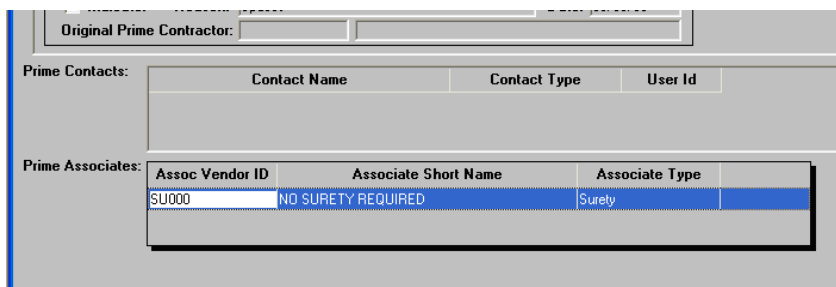 Original Prime Contractor:
Prime Contacts:
Contact Name Contact Type User Id
Prime Associates:
Assoc Vendor ID Associate Short Name Associate Type
SU000 NO SURETY REQUIRED Surety